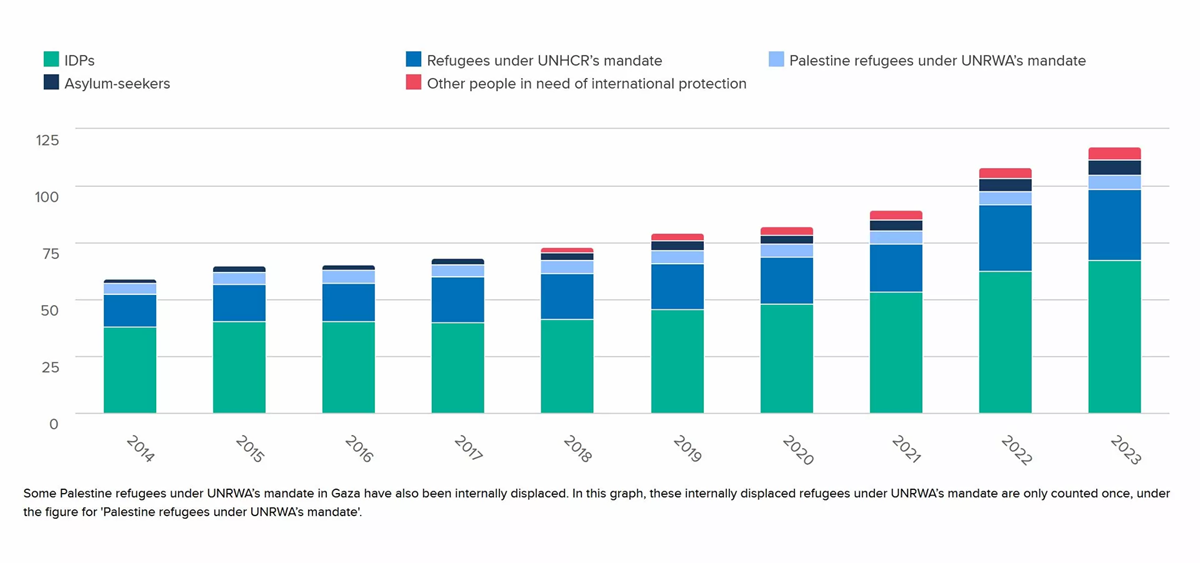 IDPs
Refugees under UNHCR’s mandate
Palestine refugees under UNRWA’s mandate
Asylum-seekers
Other people in need of international protection
125
100
75
50
25
0
2014
2015
2016
2017
2018
2019
2020
2021
2022
2023
Some Palestine refugees under UNRWA’s mandate in Gaza have also been internally displaced. In this graph, these internally displaced refugees under UNRWA’s mandate are only counted once, under
the figure for 'Palestine refugees under UNRWA’s mandate'.